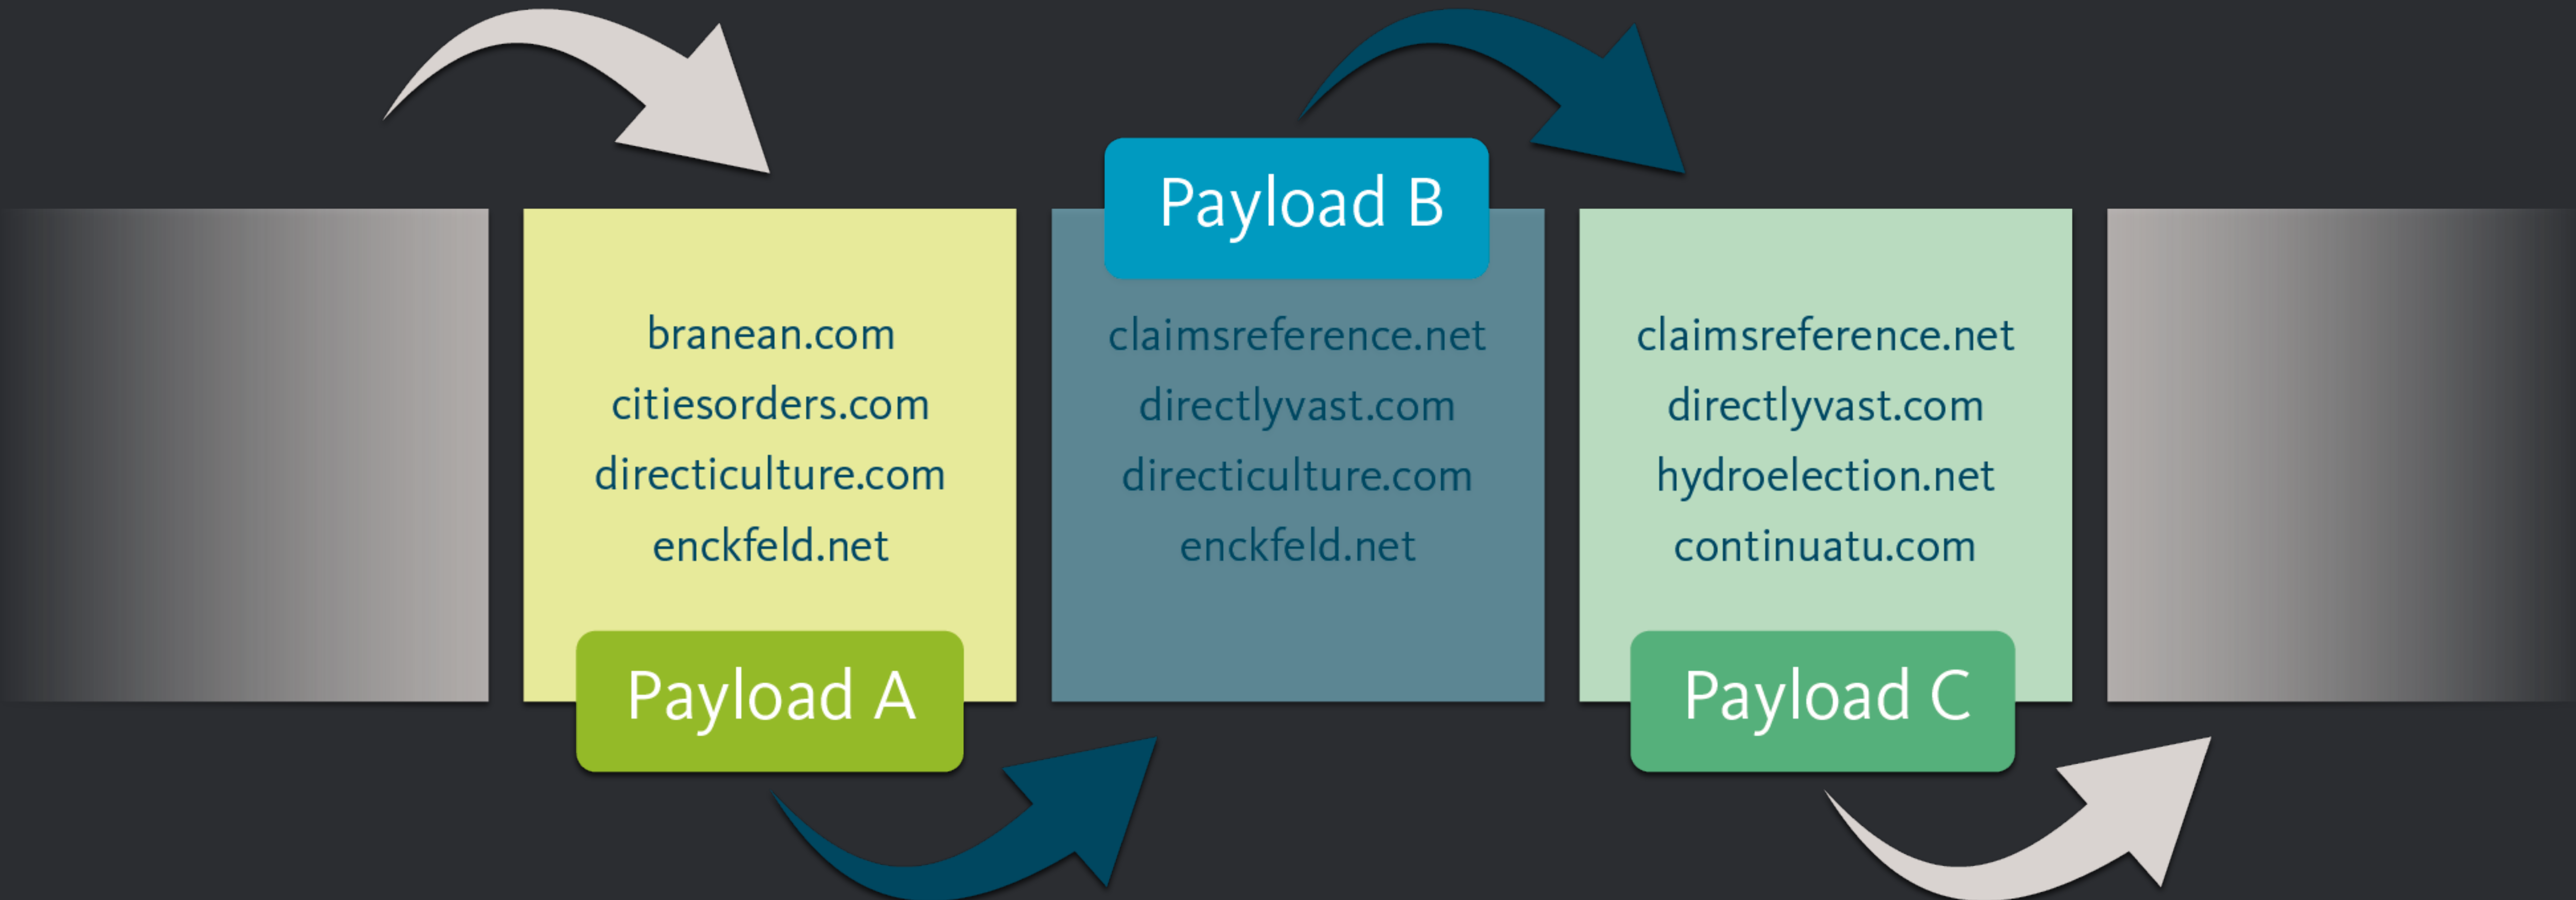 branean.com
citiesorders.com
directiculture.com
enckfeld.net
Payload A
Payload B
claimsreference.net
directlyvast.com
directiculture.com
enckfeld.net
claimsreference.net
directlyvast.com
hydroelection.net
continuatu.com
Payload C